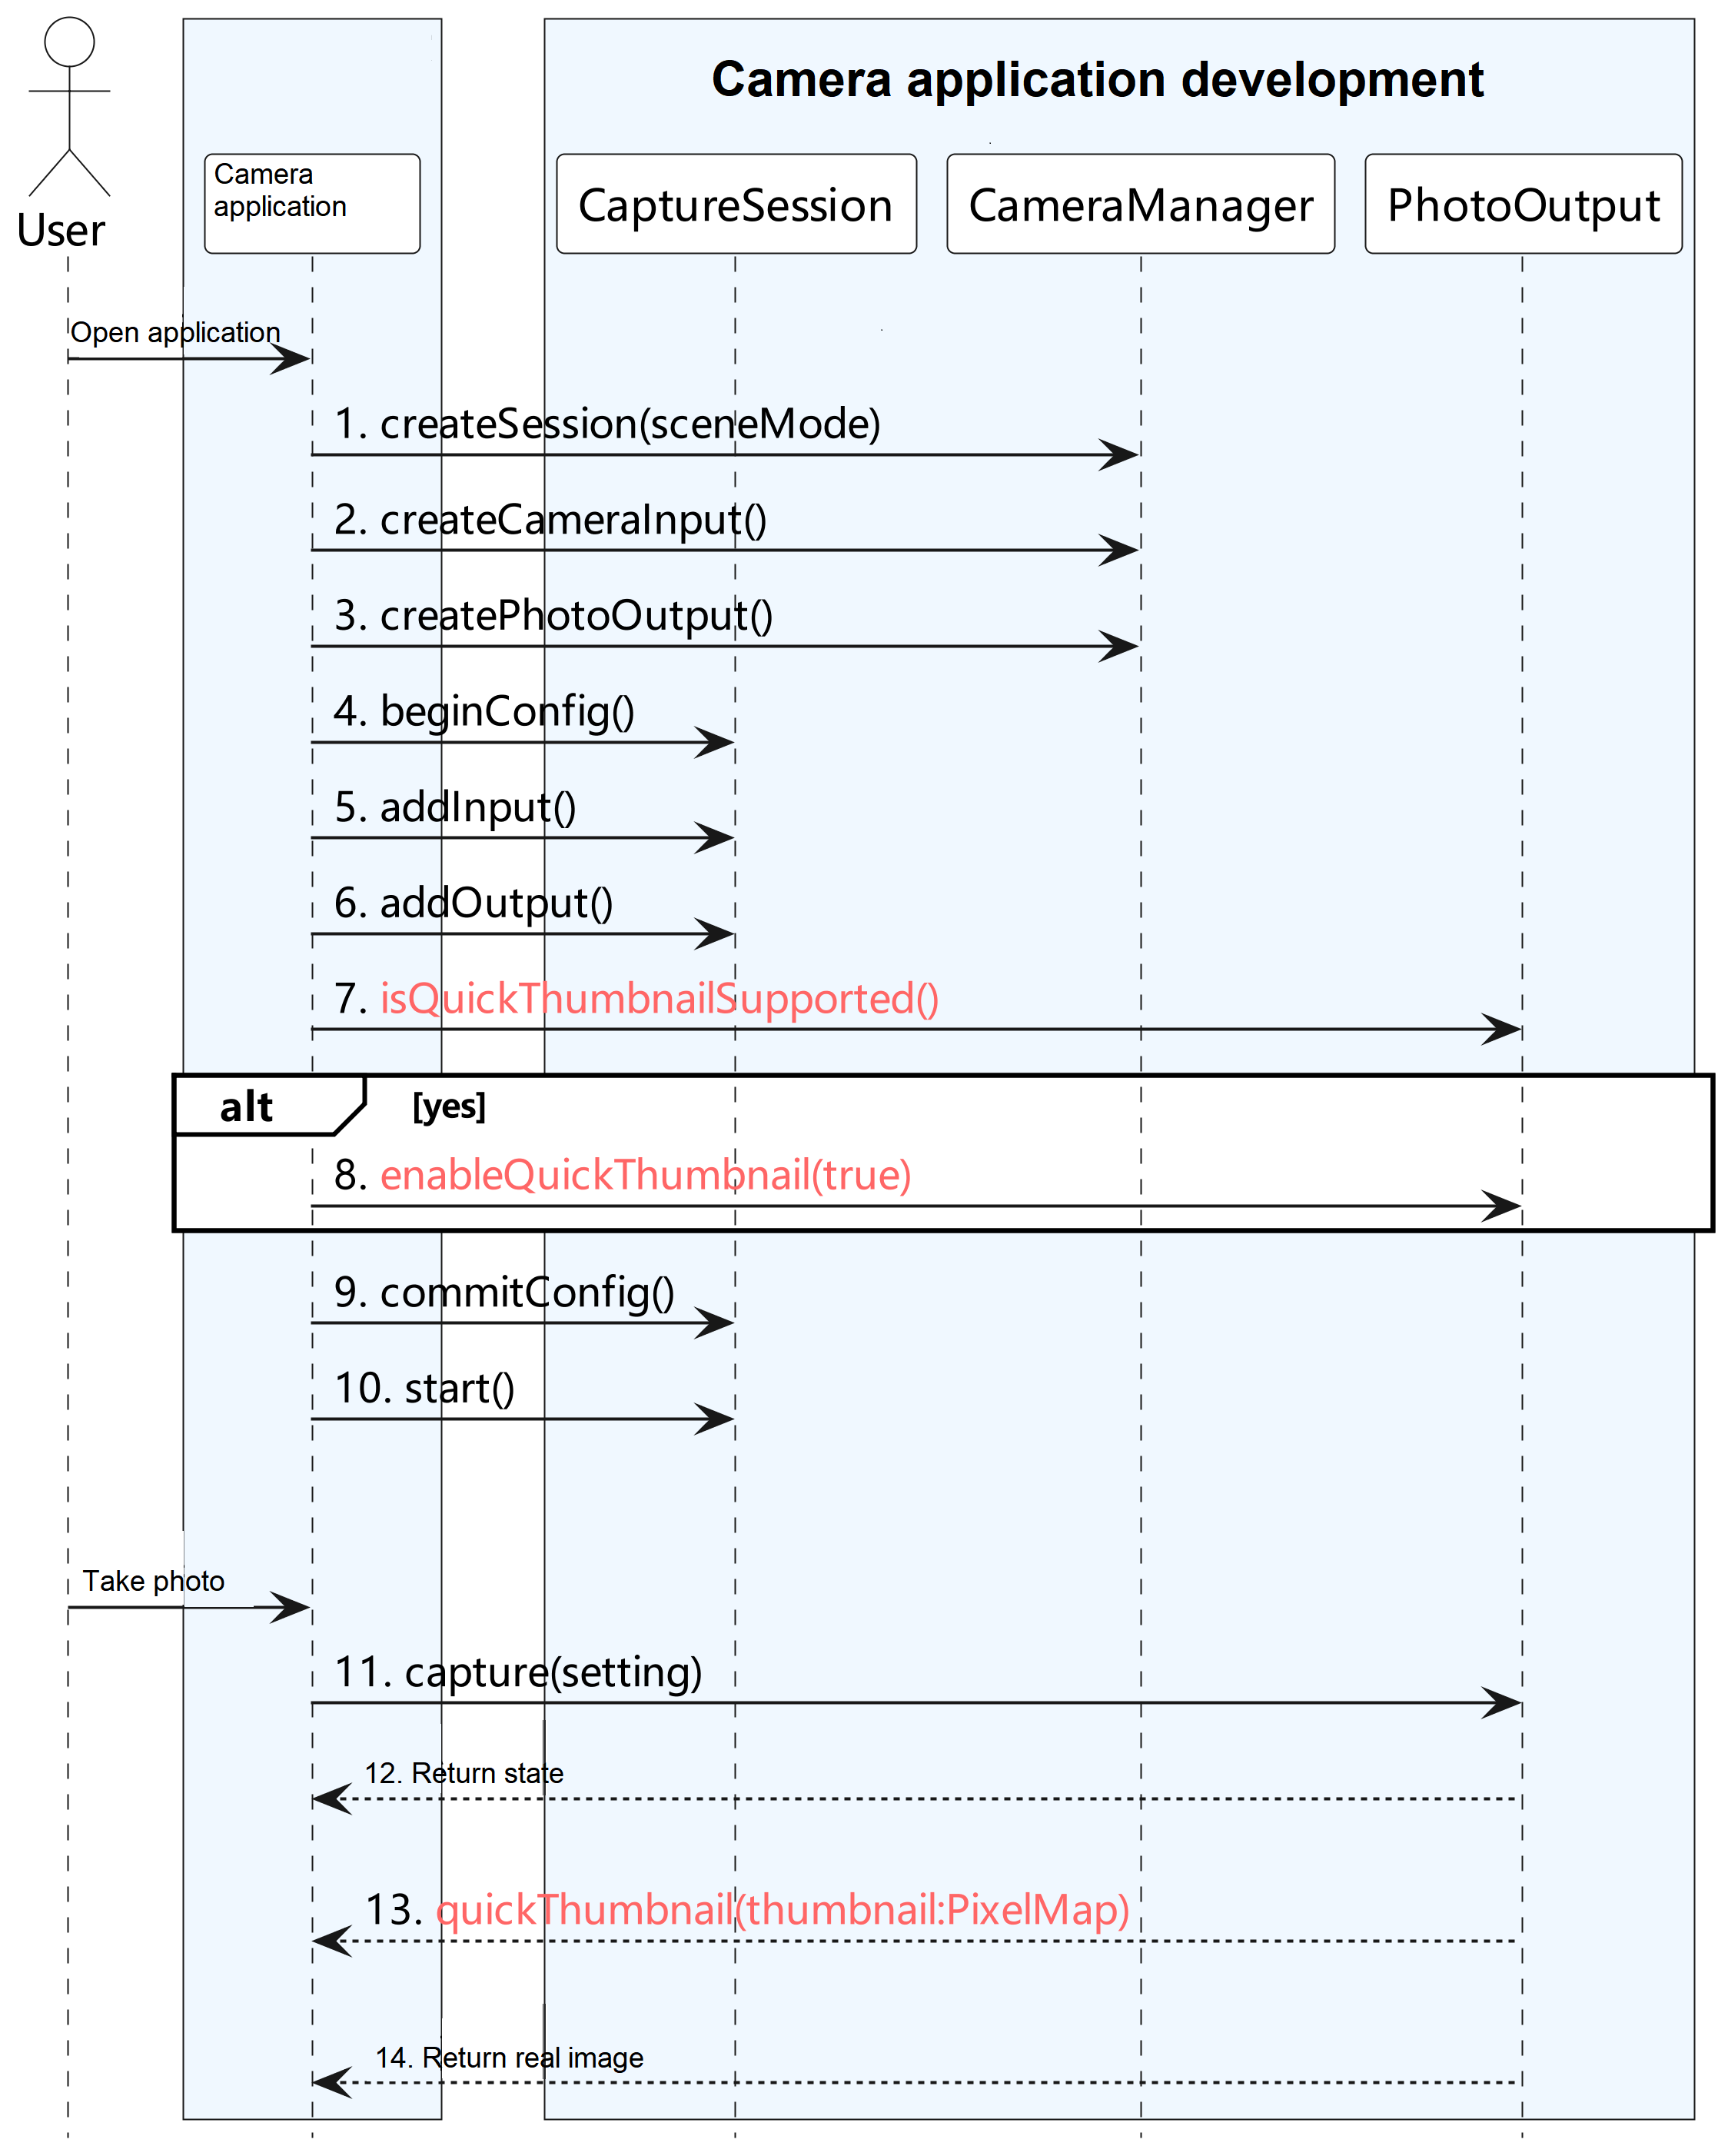 Camera application development
User
Camera
application
CaptureSession
CameraManager
PhotoOutput
Open application
1. createSession(sceneMode)
2. createCameraInput()
3. createPhotoOutput()
4. beginConfig()
5. addInput()
6. addOutput()
7. isQuickThumbnailSupported()
alt [yes]
8. enableQuickThumbnail(true)
9. commitConfig()
10. start()
Take photo
11. capture(setting)
12. Return state
13. quickThumbnail(thumbnail:PixelMap)
14. Return real image